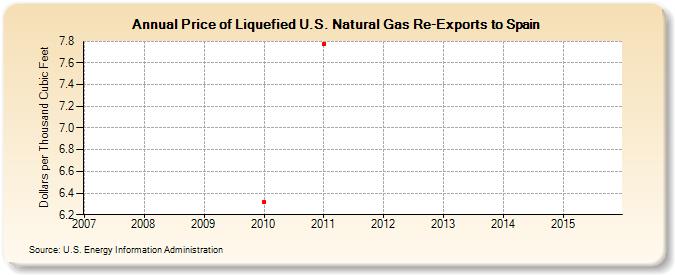 Annual Price of Liquefied U.S. Natural Gas Re-Exports to Spain
Dollars per Thousand Cubic Feet
7.8
7.6
7.4
7.2
7.0
6.8
6.6
6.4
6.2
2007 2008 2009 2010 2011 2012 2013 2014 2015
Source: U.S. Energy Information Administration